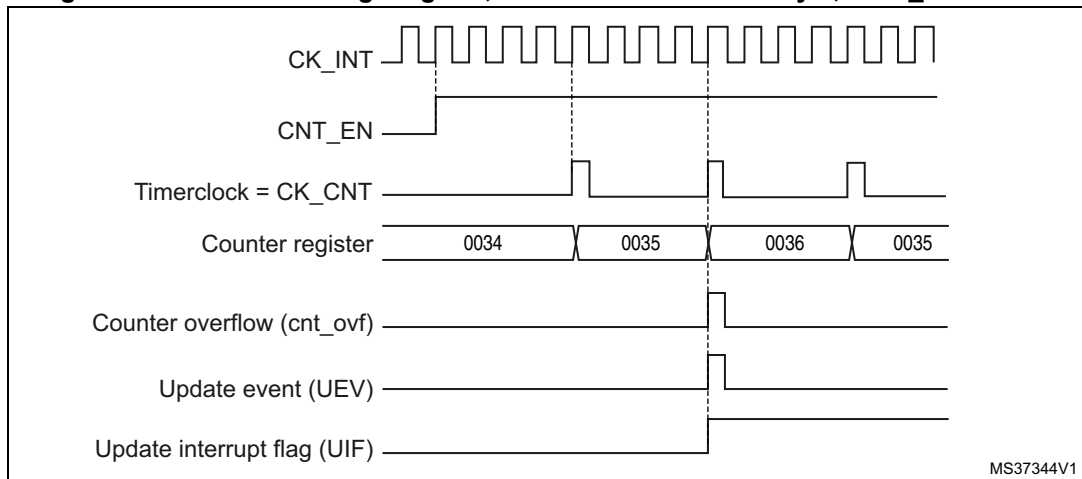 CK_INT
CNT_EN
Timerclock = CK_CNT
Counter register 0034 0035 0036 0035
Counter overflow (cnt_ovf)
Update event (UEV)
Update interrupt flag (UIF)
MS37344V1